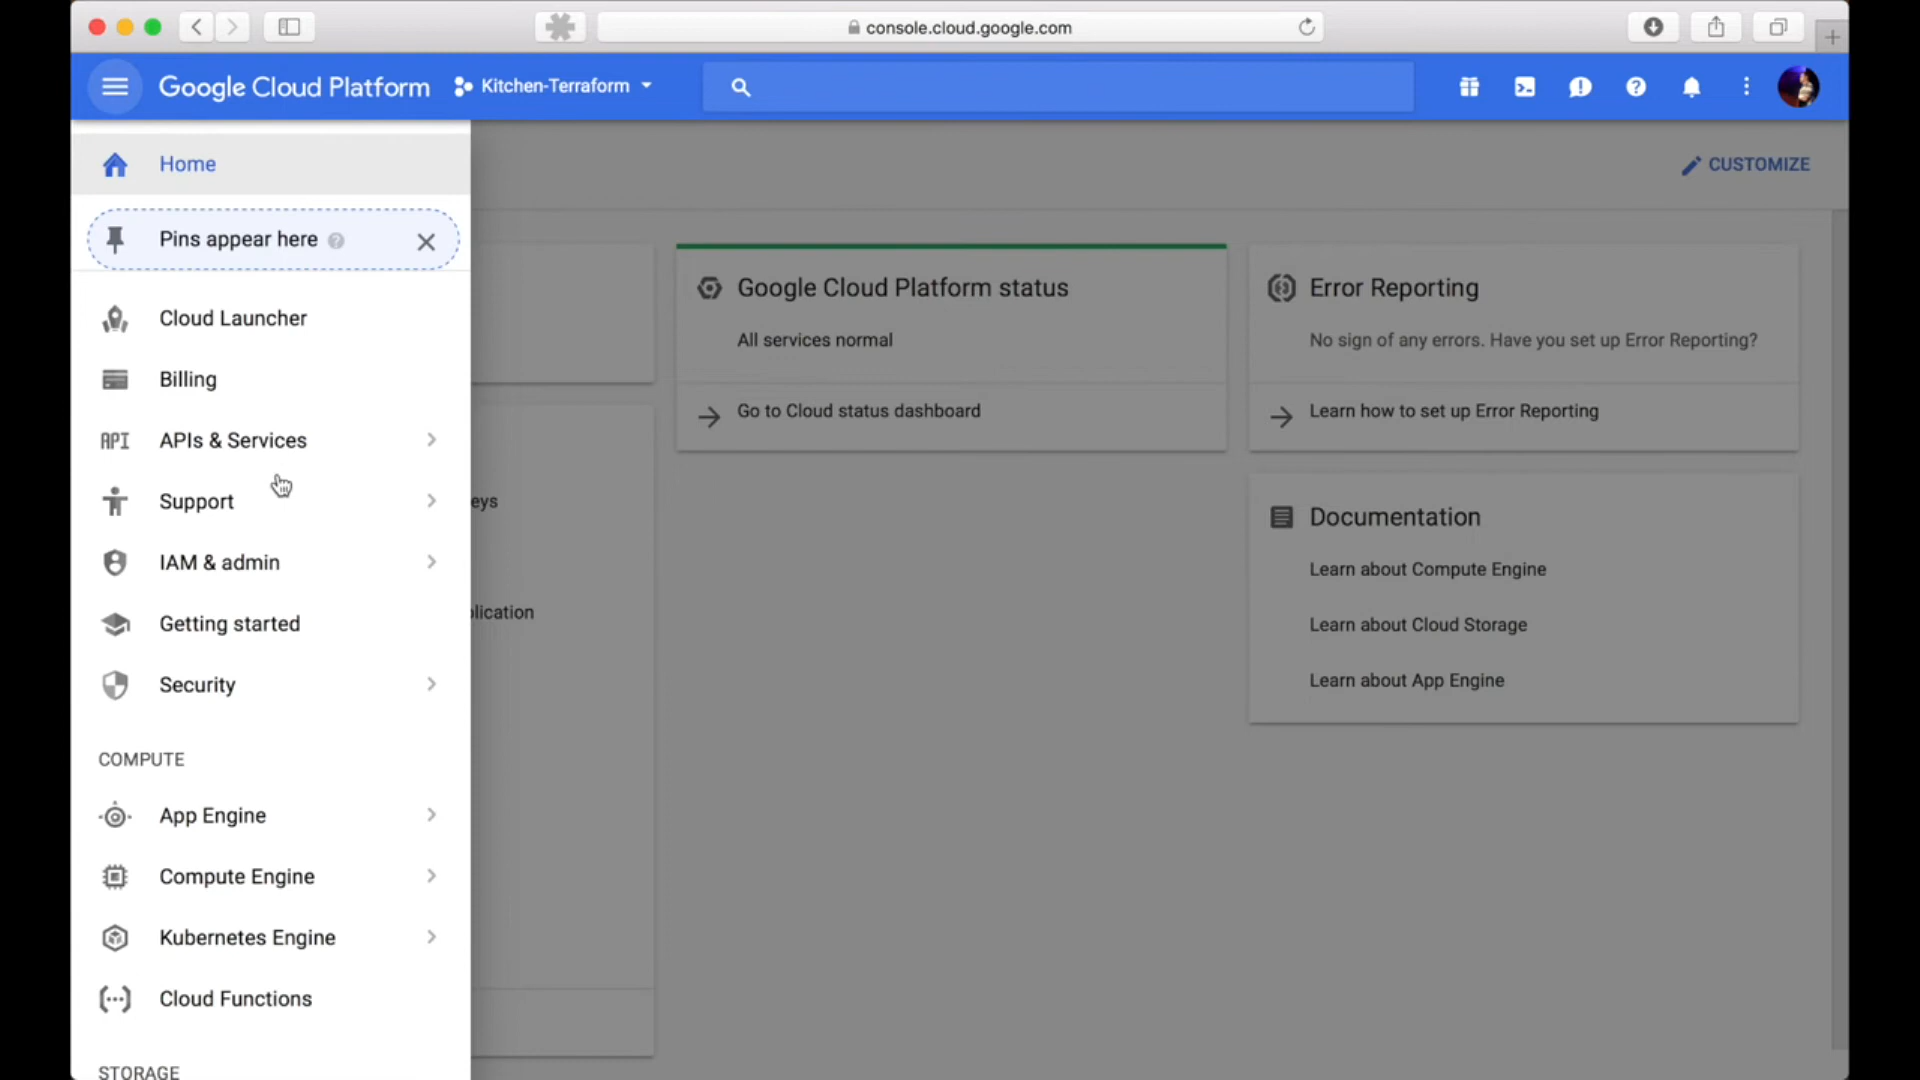 console.cloud.google.com
Google Cloud Platform
Kitchen-Terraform
Home
CUSTOMIZE
Pins appear here
Cloud Launcher
Billing
API
APIs & Services
Support
IAM & admin
Getting started
Security
COMPUTE
App Engine
Compute Engine
Kubernetes Engine
Cloud Functions
STORAGE
eys
lication
Google Cloud Platform status
All services normal
Go to Cloud status dashboard
Error Reporting
No sign of any errors. Have you set up Error Reporting?
Learn how to set up Error Reporting
Documentation
Learn about Compute Engine
Learn about Cloud Storage
Learn about App Engine